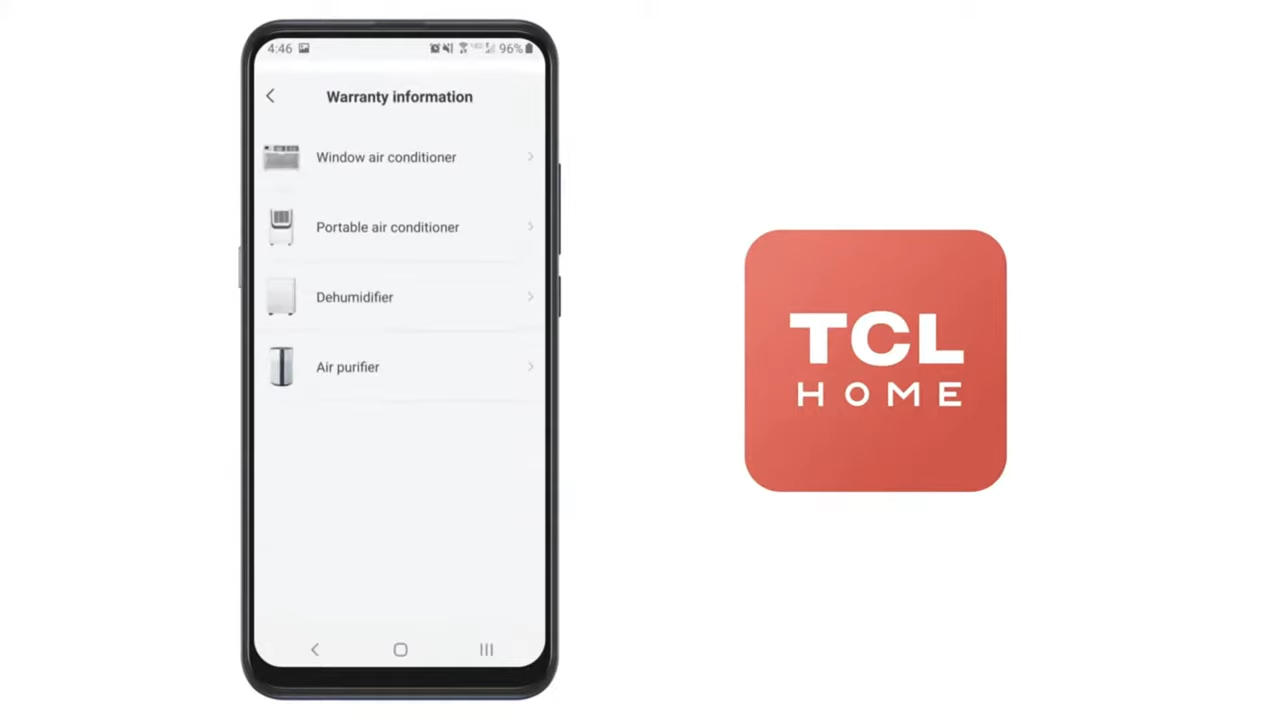 4:46
96%
Warranty information
Window air conditioner
Portable air conditioner
Dehumidifier
Air purifier
TCL
HOME